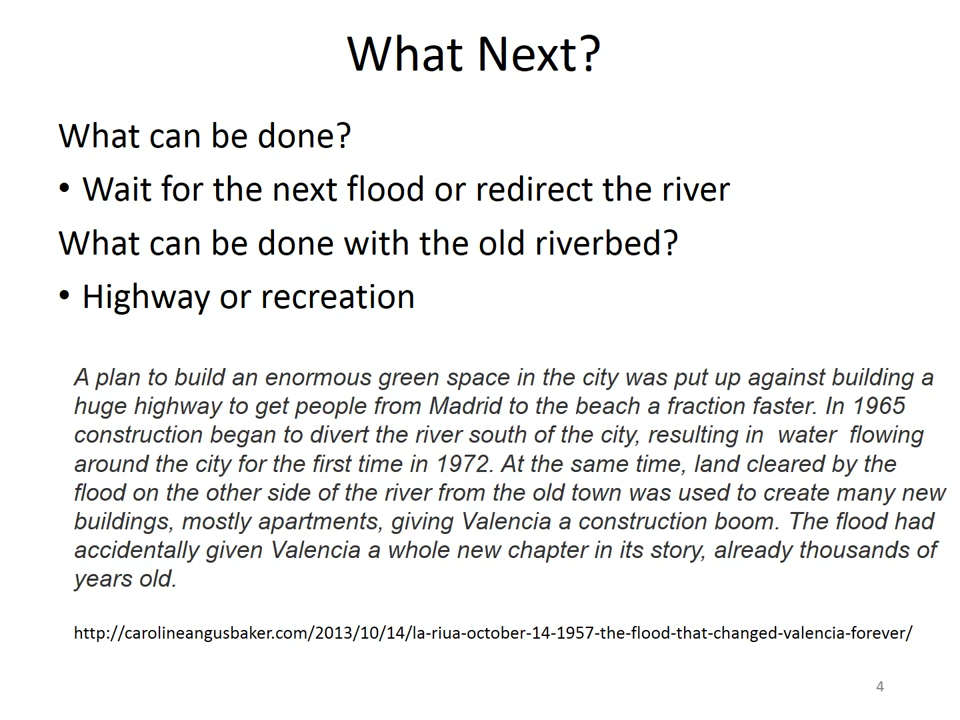 What Next?
What can be done?
• Wait for the next flood or redirect the river
What can be done with the old riverbed?
• Highway or recreation
A plan to build an enormous green space in the city was put up against building a
huge highway to get people from Madrid to the beach a fraction faster. In 1965
construction began to divert the river south of the city, resulting in water flowing
around the city for the first time in 1972. At the same time, land cleared by the
flood on the other side of the river from the old town was used to create many new
buildings, mostly apartments, giving Valencia a construction boom. The flood had
accidentally given Valencia a whole new chapter in its story, already thousands of
years old.
http://carolineangusbaker.com/2013/10/14/la-riua-october-14-1957-the-flood-that-changed-valencia-forever/
4